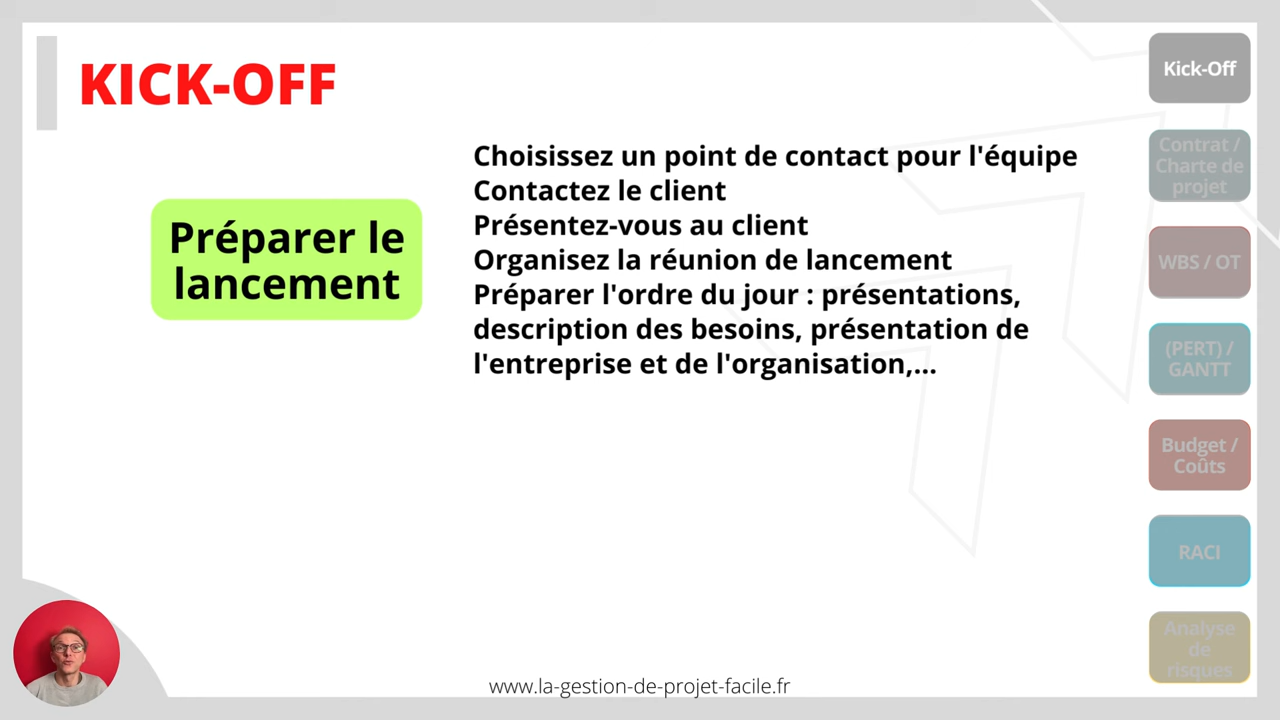 KICK-OFF
Préparer le
lancement
Choisissez un point de contact pour l'équipe
Contactez le client
Présentez-vous au client
Organisez la réunion de lancement
Préparer l'ordre du jour : présentations,
description des besoins, présentation de
l'entreprise et de l'organisation,...
Kick-Off
Contrat /
Charte de
projet
WBS / OT
(PERT) /
GANTT
Budget /
Coûts
RACI
Analyse
de
risques
www.la-gestion-de-projet-facile.fr